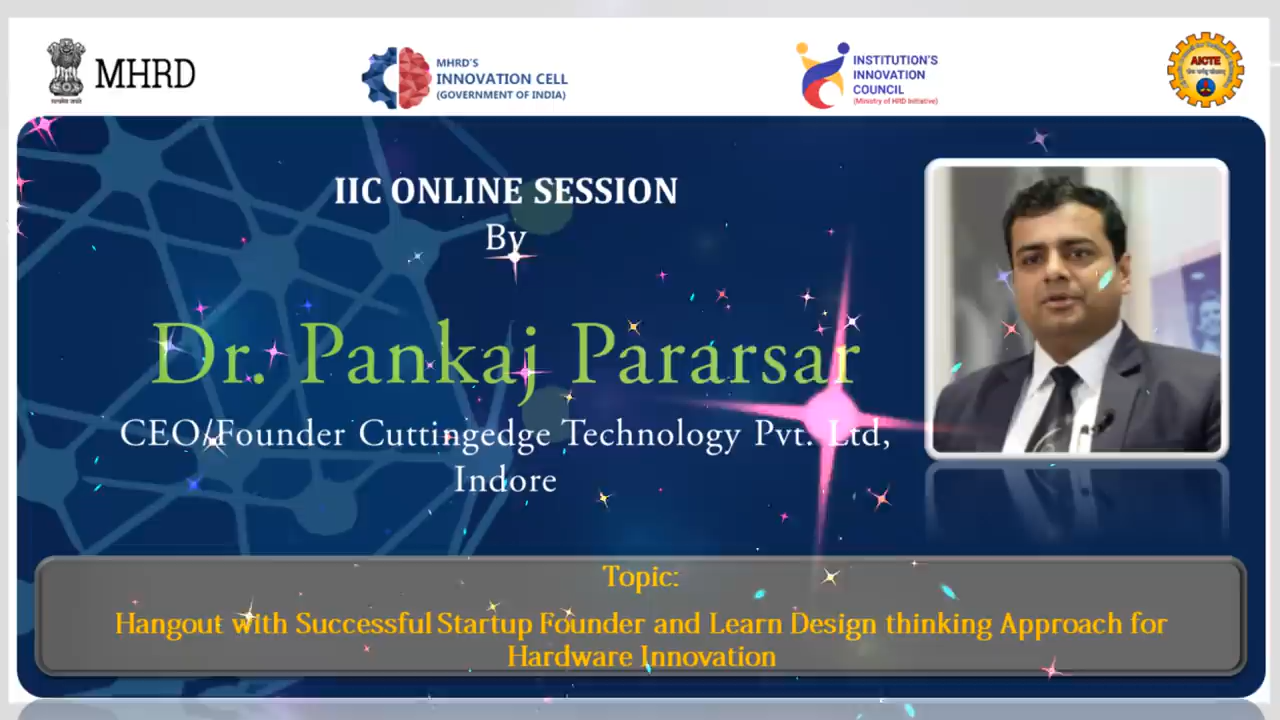 MHRD
MHRD'S
INNOVATION CELL
(GOVERNMENT OF INDIA)
INSTITUTION'S
INNOVATION
COUNCIL
(Ministry of HRD Initiative)
AICTE
IIC ONLINE SESSION
By
Dr. Pankaj Pararsar
CEO/Founder Cuttingedge Technology Pvt. Ltd,
Indore
Topic:
Hangout with Successful Startup Founder and Learn Design thinking Approach for
Hardware Innovation